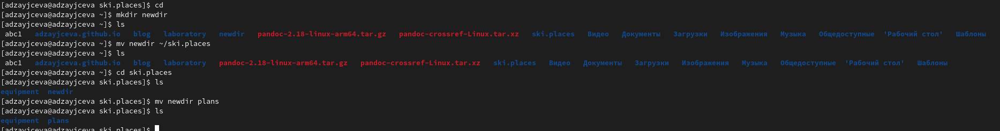 [adzayjceva@adzayjceva ski.places]$ cd
[adzayjceva@adzayjceva ~]$ mkdir newdir
[adzayjceva@adzayjceva ~]$ ls
abc1 adzayjceva.github.io blog laboratory newdir pandoc-2.18-linux-arm64.tar.gz pandoc-crossref-Linux.tar.xz ski.places Видео Документы Загрузки Изображения Музыка Общедоступные 'Рабочий стол' Шаблоны
[adzayjceva@adzayjceva ~]$ mv newdir ~/ski.places
[adzayjceva@adzayjceva ~]$ ls
abc1 adzayjceva.github.io blog laboratory pandoc-2.18-linux-arm64.tar.gz pandoc-crossref-Linux.tar.xz ski.places Видео Документы Загрузки Изображения Музыка Общедоступные 'Рабочий стол' Шаблоны
[adzayjceva@adzayjceva ~]$ cd ski.places
[adzayjceva@adzayjceva ski.places]$ ls
equipment newdir
[adzayjceva@adzayjceva ski.places]$ mv newdir plans
[adzayjceva@adzayjceva ski.places]$ ls
equipment plans
[adzayjceva@adzayjceva ski.places]$